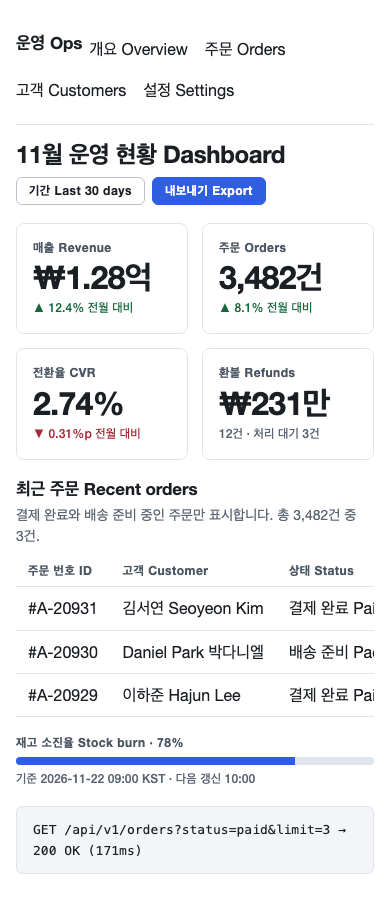 운영 Ops 개요 Overview 주문 Orders
고객 Customers 설정 Settings
11월 운영 현황 Dashboard
기간 Last 30 days 내보내기 Export
매출 Revenue
₩1.28억
▲ 12.4% 전월 대비
주문 Orders
3,482건
▲ 8.1% 전월 대비
전환율 CVR
2.74%
▼ 0.31%p 전월 대비
환불 Refunds
₩231만
12건 · 처리 대기 3건
최근 주문 Recent orders
결제 완료와 배송 준비 중인 주문만 표시합니다. 총 3,482건 중
3건.
주문 번호 ID 고객 Customer 상태 Status
#A-20931 김서연 Seoyeon Kim 결제 완료 Pai
#A-20930 Daniel Park 박다니엘 배송 준비 Pa
#A-20929 이하준 Hajun Lee 결제 완료 Pai
재고 소진율 Stock burn · 78%
기준 2026-11-22 09:00 KST · 다음 갱신 10:00
GET /api/v1/orders?status=paid&limit=3 →
200 OK (171ms)